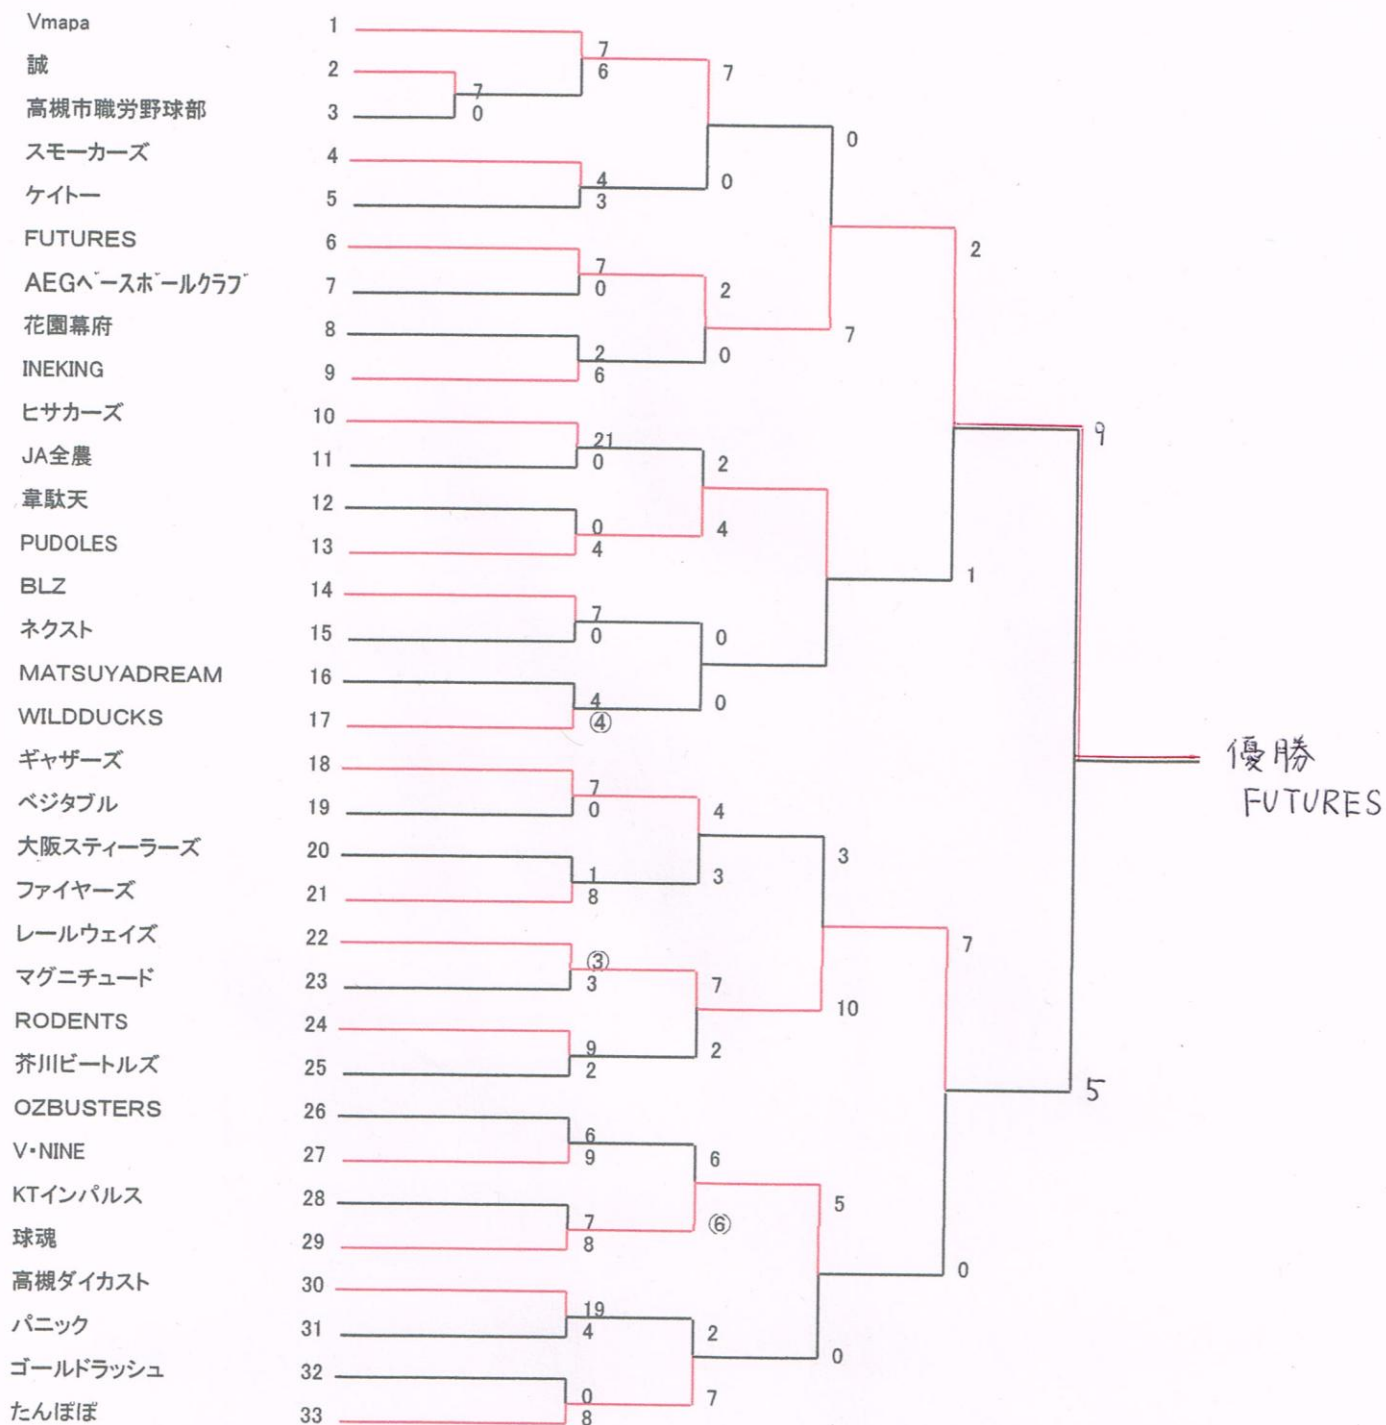 Vmapa 1
7
誠 2
6
7
7
高槻市職労野球部 3
0
0
スモーカーズ 4
4
0
ケイトー 5
3
FUTURES 6
2
7
AEGベースボールクラブ 7
0
2
花園幕府 8
7
2
0
INEKING 9
6
ヒサカーズ 10
21
9
JA全農 11
0
2
韋駄天 12
0
4
PUDOLES 13
4
BLZ 14
1
7
ネクスト 15
0
0
MATSUYADREAM 16
4
0
WILDDUCKS 17
④
ギャザーズ 18
優勝
7
ベジタブル 19
0
4
FUTURES
大阪スティーラーズ 20
3
1
3
ファイヤーズ 21
8
レールウェイズ 22
7
③
マグニチュード 23
3
7
RODENTS 24
10
9
2
芥川ビートルズ 25
2
5
OZBUSTERS 26
6
V・NINE 27
9
6
KTインパルス 28
5
7
⑥
球魂 29
8
高槻ダイカスト 30
0
19
パニック 31
4
2
ゴールドラッシュ 32
0
0
7
たんぽぽ 33
8